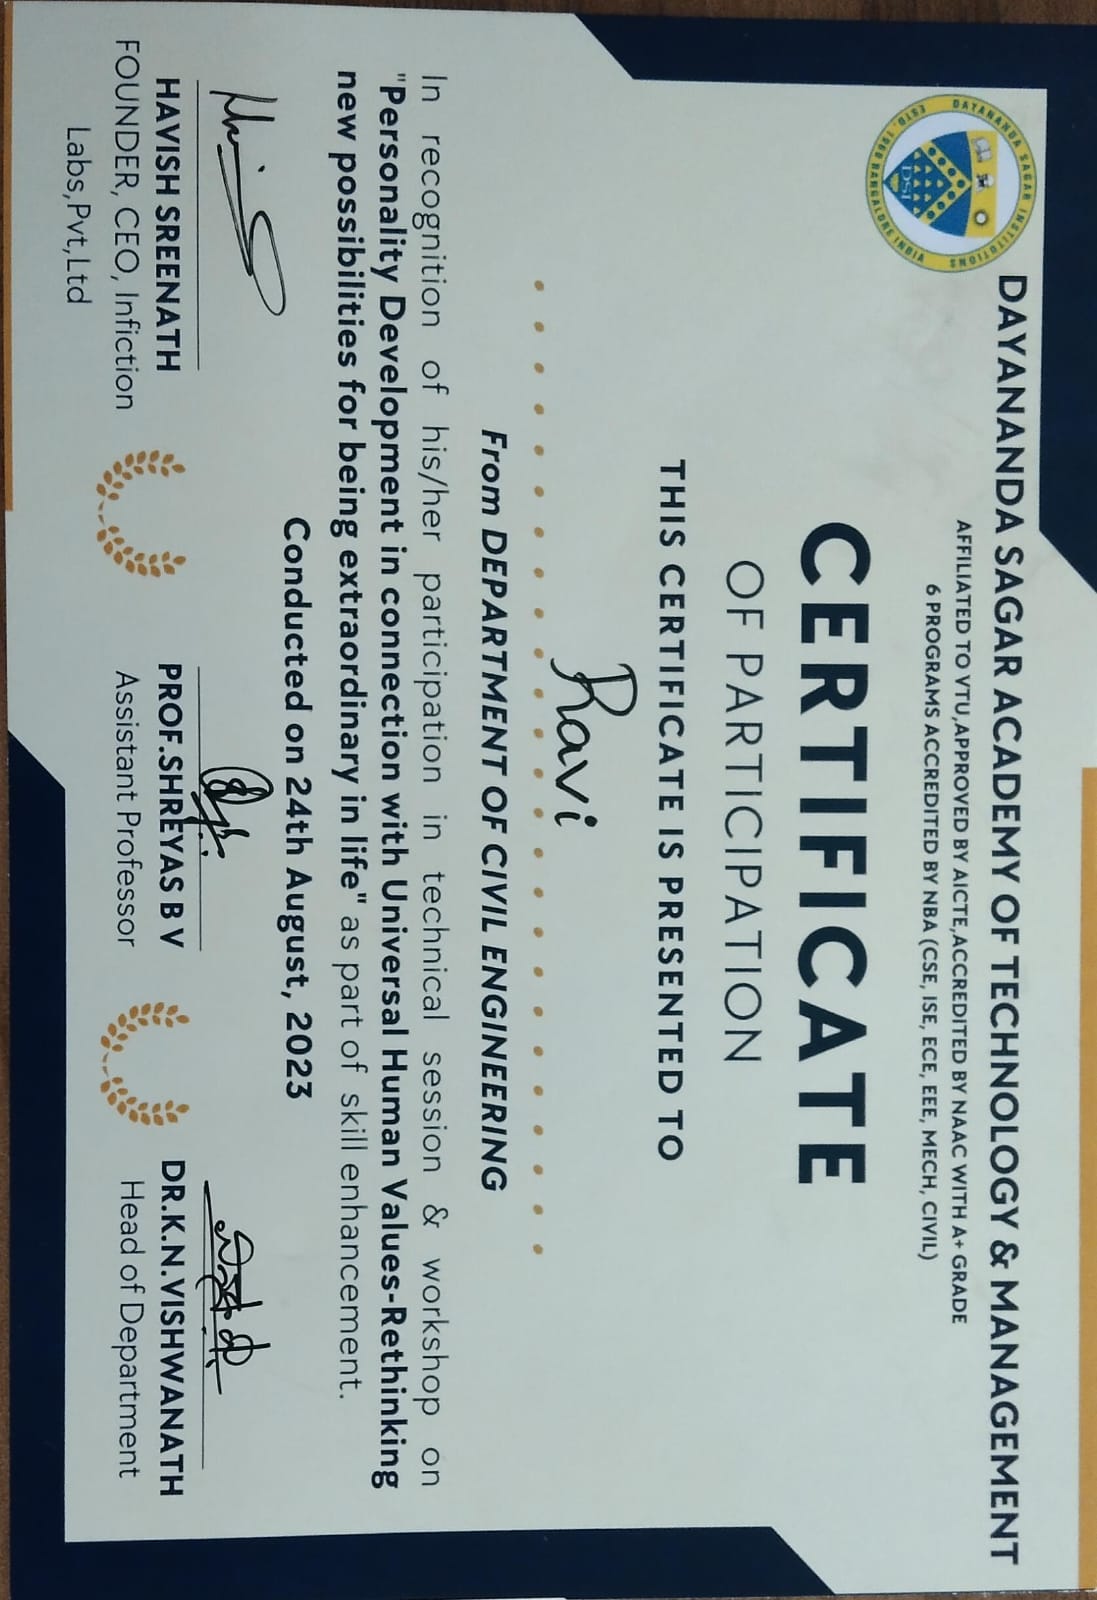 DAYANANDA SAGAR ACADEMY OF TECHNOLOGY & MANAGEMENT
AFFILIATED TO VTU,APPROVED BY AICTE,ACCREDITED BY NAAC WITH A+ GRADE
6 PROGRAMS ACCREDITED BY NBA (CSE, ISE, ECE, EEE, MECH, CIVIL)
DAYANANDA SAGAR INSTITUTIONS
ESTD. 1960 BANGALORE INDIA
DSI
CERTIFICATE
OF PARTICIPATION
THIS CERTIFICATE IS PRESENTED TO
Ravi
From DEPARTMENT OF CIVIL ENGINEERING
In recognition of his/her participation in technical session & workshop on
"Personality Development in connection with Universal Human Values-Rethinking
new possibilities for being extraordinary in life" as part of skill enhancement.
Conducted on 24th August, 2023
HAVISH SREENATH
FOUNDER, CEO, Infiction
Labs,Pvt,Ltd
PROF.SHREYAS B V
Assistant Professor
DR.K.N.VISHWANATH
Head of Department